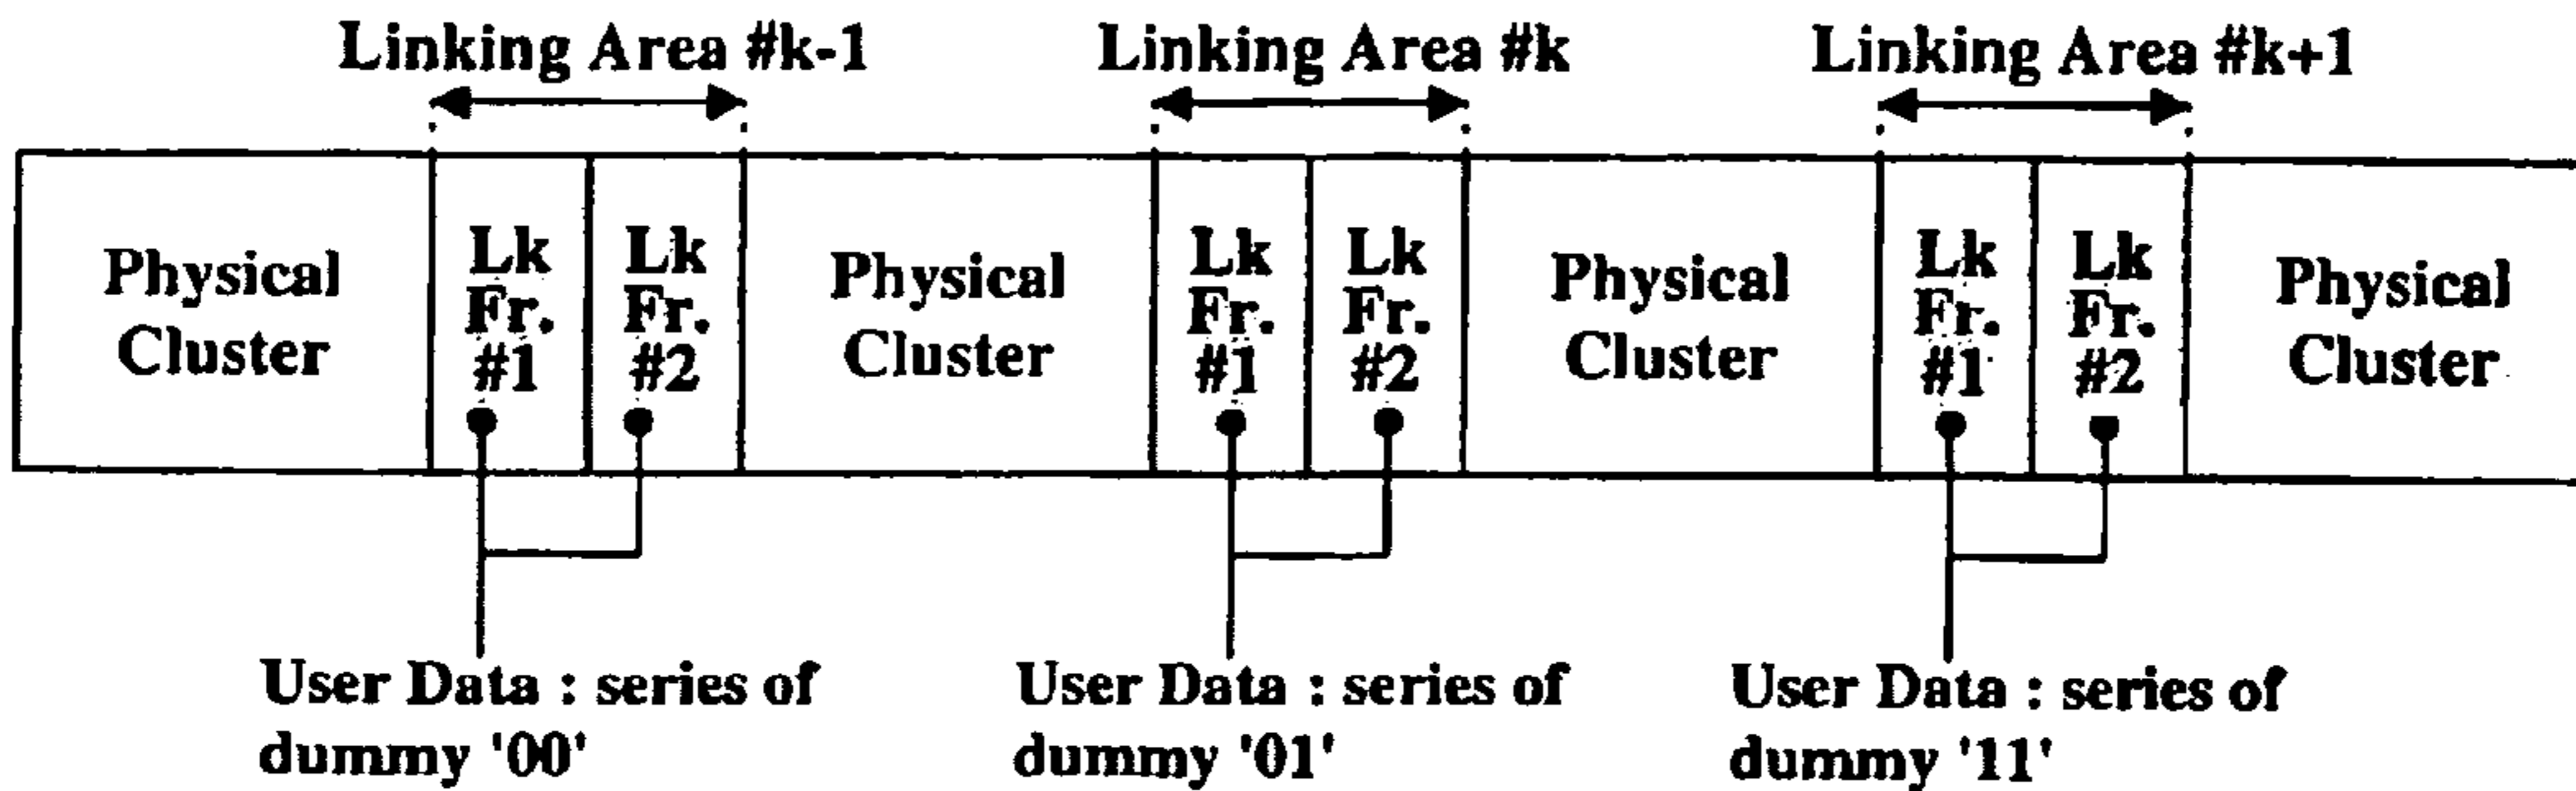 Linking Area #k-1
Linking Area #k
Linking Area #k+1
Physical
Cluster
Lk
Fr.
#1
Lk
Fr.
#2
Physical
Cluster
Lk
Fr.
#1
Lk
Fr.
#2
Physical
Cluster
Lk
Fr.
#1
Lk
Fr.
#2
Physical
Cluster
User Data : series of
dummy '00'
User Data : series of
dummy '01'
User Data : series of
dummy '11'